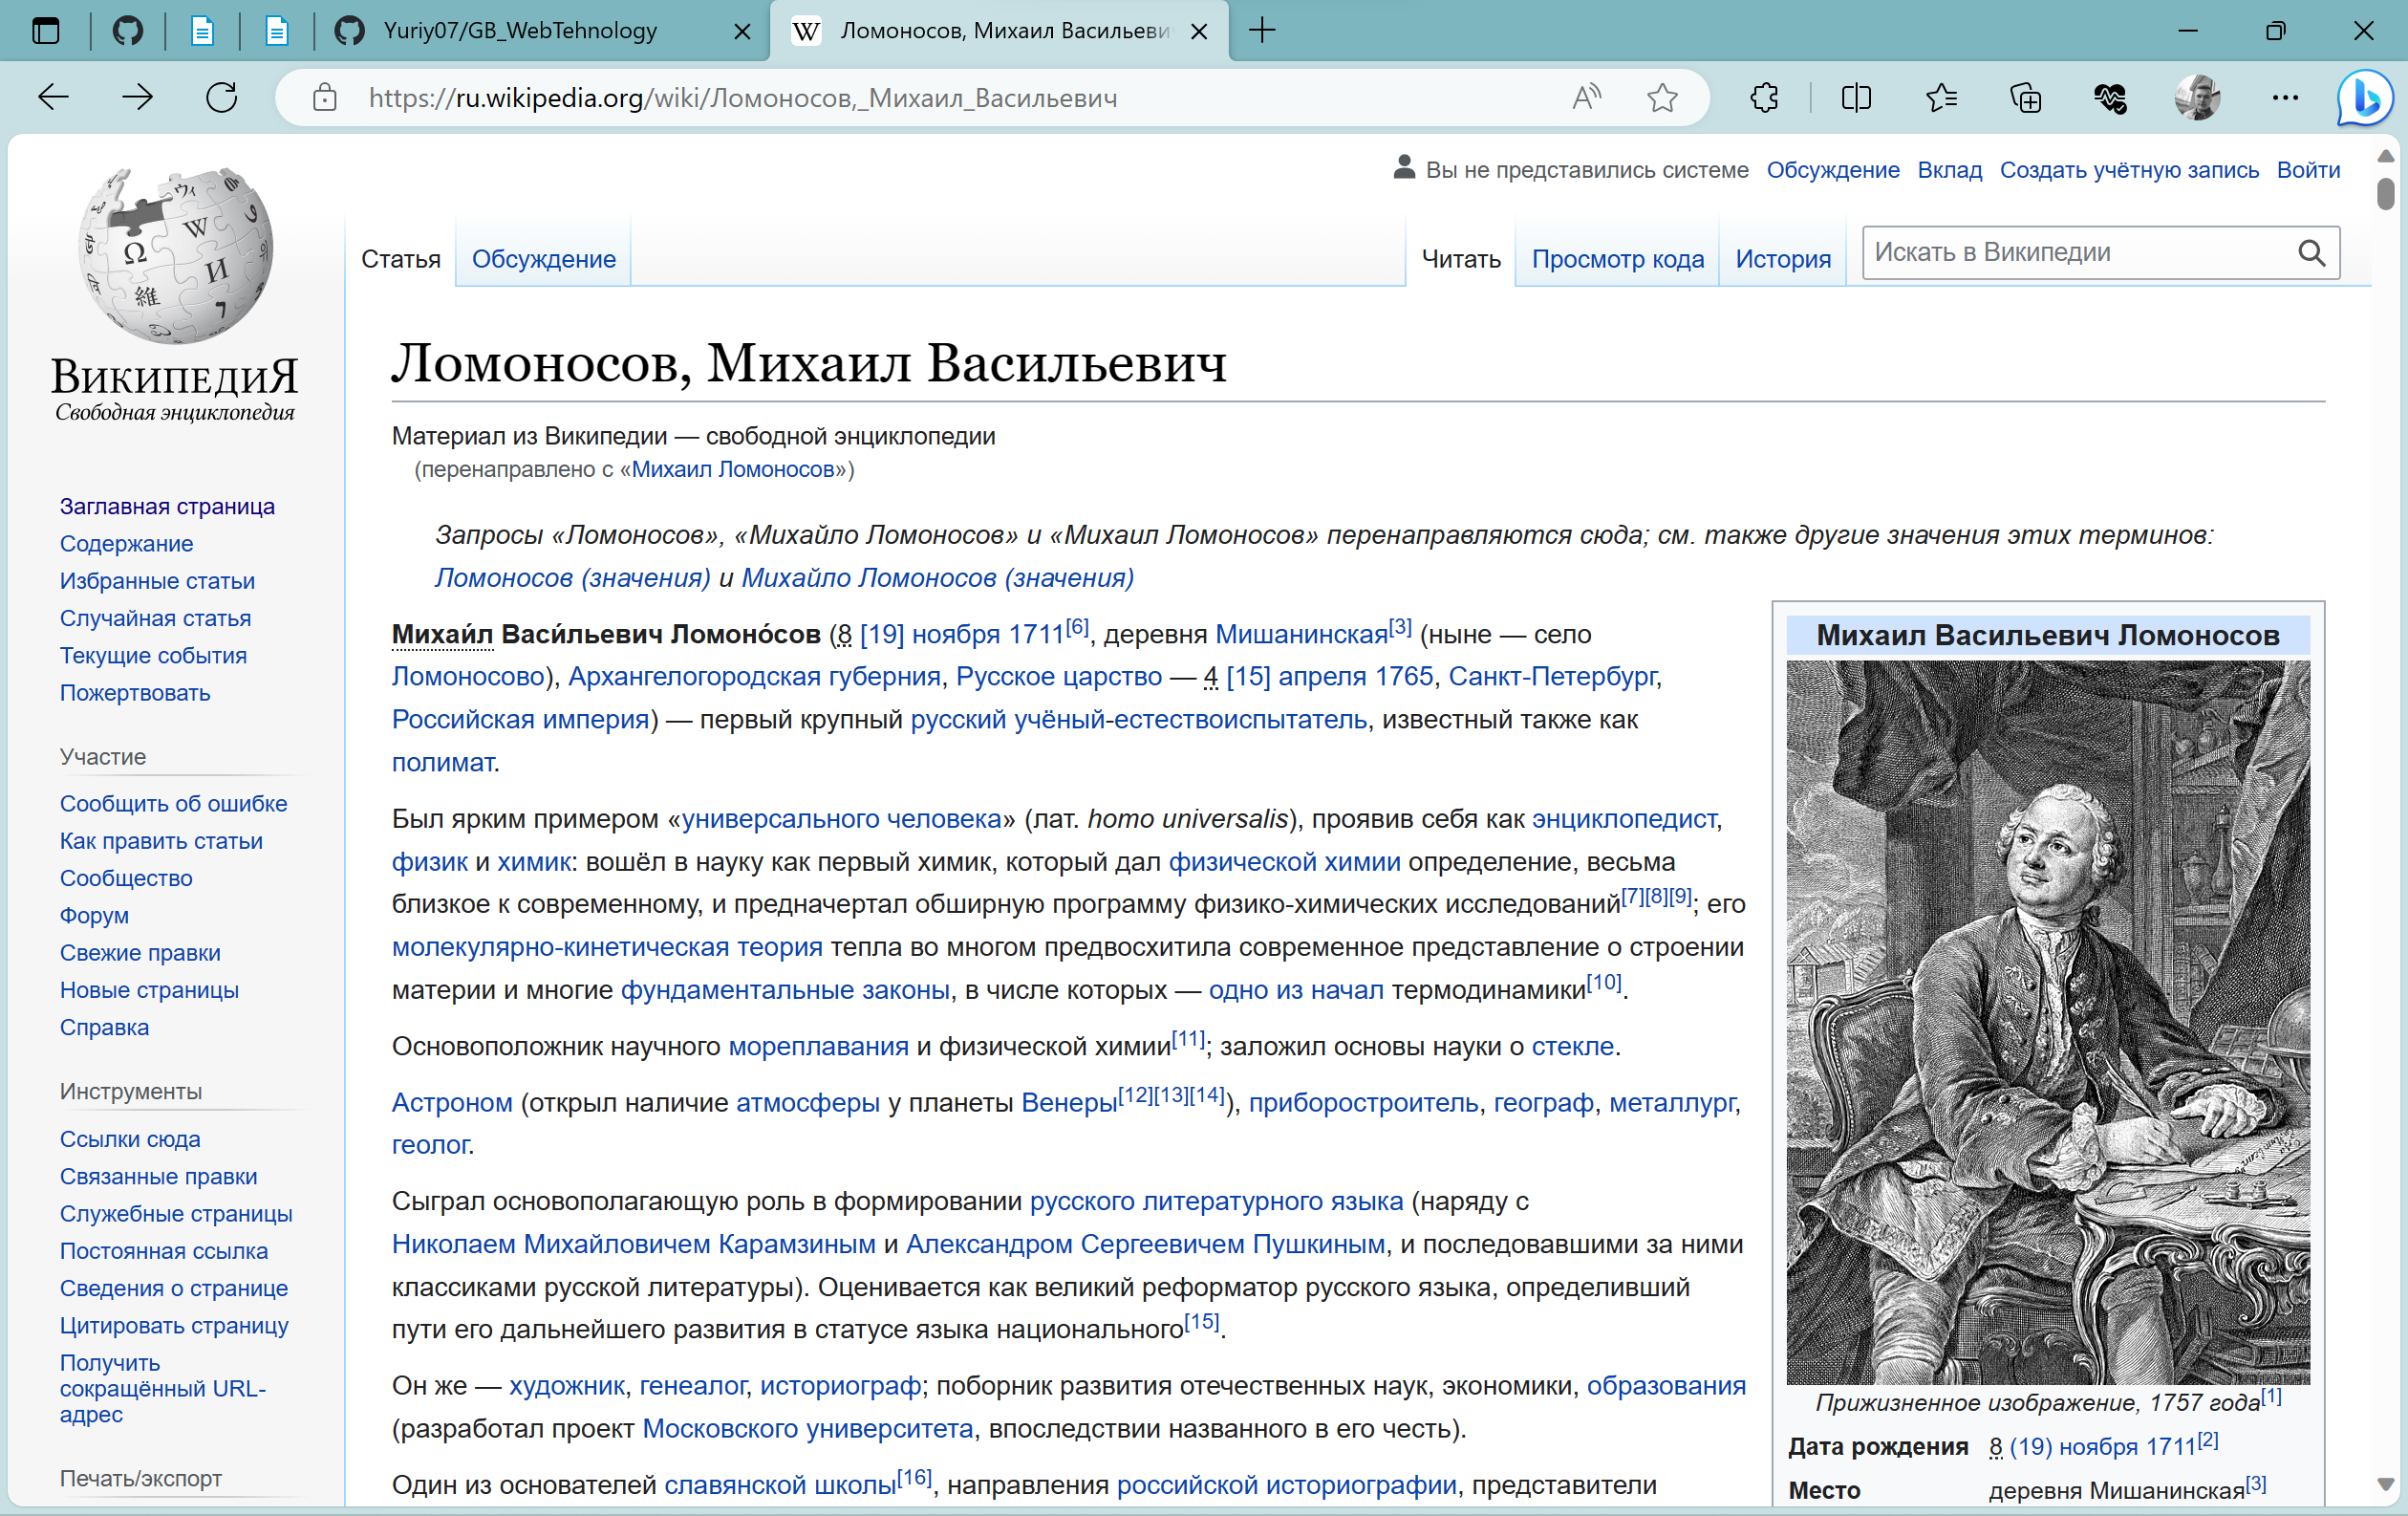 Yuriy07/GB_WebTehnology
Ломоносов, Михаил Васильеви
https://ru.wikipedia.org/wiki/Ломоносов,_Михаил_Васильевич
Вы не представились системе Обсуждение Вклад Создать учётную запись Войти
Статья Обсуждение Читать Просмотр кода История Искать в Википедии
ВикипедиЯ
Свободная энциклопедия
Заглавная страница
Содержание
Избранные статьи
Случайная статья
Текущие события
Пожертвовать
Участие
Сообщить об ошибке
Как править статьи
Сообщество
Форум
Свежие правки
Новые страницы
Справка
Инструменты
Ссылки сюда
Связанные правки
Служебные страницы
Постоянная ссылка
Сведения о странице
Цитировать страницу
Получить
сокращённый URL-
адрес
Печать/экспорт
Ломоносов, Михаил Васильевич
Материал из Википедии — свободной энциклопедии
(перенаправлено с «Михаил Ломоносов»)
Запросы «Ломоносов», «Михайло Ломоносов» и «Михаил Ломоносов» перенаправляются сюда; см. также другие значения этих терминов:
Ломоносов (значения) и Михайло Ломоносов (значения)
Михаи́л Васи́льевич Ломоно́сов (8 [19] ноября 1711[6], деревня Мишанинская[3] (ныне — село
Ломоносово), Архангелогородская губерния, Русское царство — 4 [15] апреля 1765, Санкт-Петербург,
Российская империя) — первый крупный русский учёный-естествоиспытатель, известный также как
полимат.
Был ярким примером «универсального человека» (лат. homo universalis), проявив себя как энциклопедист,
физик и химик: вошёл в науку как первый химик, который дал физической химии определение, весьма
близкое к современному, и предначертал обширную программу физико-химических исследований[7][8][9]; его
молекулярно-кинетическая теория тепла во многом предвосхитила современное представление о строении
материи и многие фундаментальные законы, в числе которых — одно из начал термодинамики[10].
Основоположник научного мореплавания и физической химии[11]; заложил основы науки о стекле.
Астроном (открыл наличие атмосферы у планеты Венеры[12][13][14]), приборостроитель, географ, металлург,
геолог.
Сыграл основополагающую роль в формировании русского литературного языка (наряду с
Николаем Михайловичем Карамзиным и Александром Сергеевичем Пушкиным, и последовавшими за ними
классиками русской литературы). Оценивается как великий реформатор русского языка, определивший
пути его дальнейшего развития в статусе языка национального[15].
Он же — художник, генеалог, историограф; поборник развития отечественных наук, экономики, образования
(разработал проект Московского университета, впоследствии названного в его честь).
Один из основателей славянской школы[16], направления российской историографии, представители
Михаил Васильевич Ломоносов
Прижизненное изображение, 1757 года[1]
Дата рождения 8 (19) ноября 1711[2]
Место деревня Мишанинская[3]